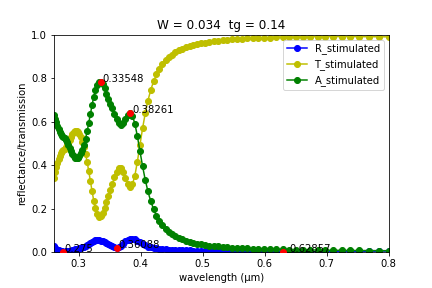 W = 0.034  tg = 0.14
reflectance/transmission
1.0
0.8
0.6
0.4
0.2
0.0
R_stimulated
T_stimulated
A_stimulated
0.33548
0.38261
0.62857
0.3
0.4
0.5
0.6
0.7
0.8
wavelength (μm)